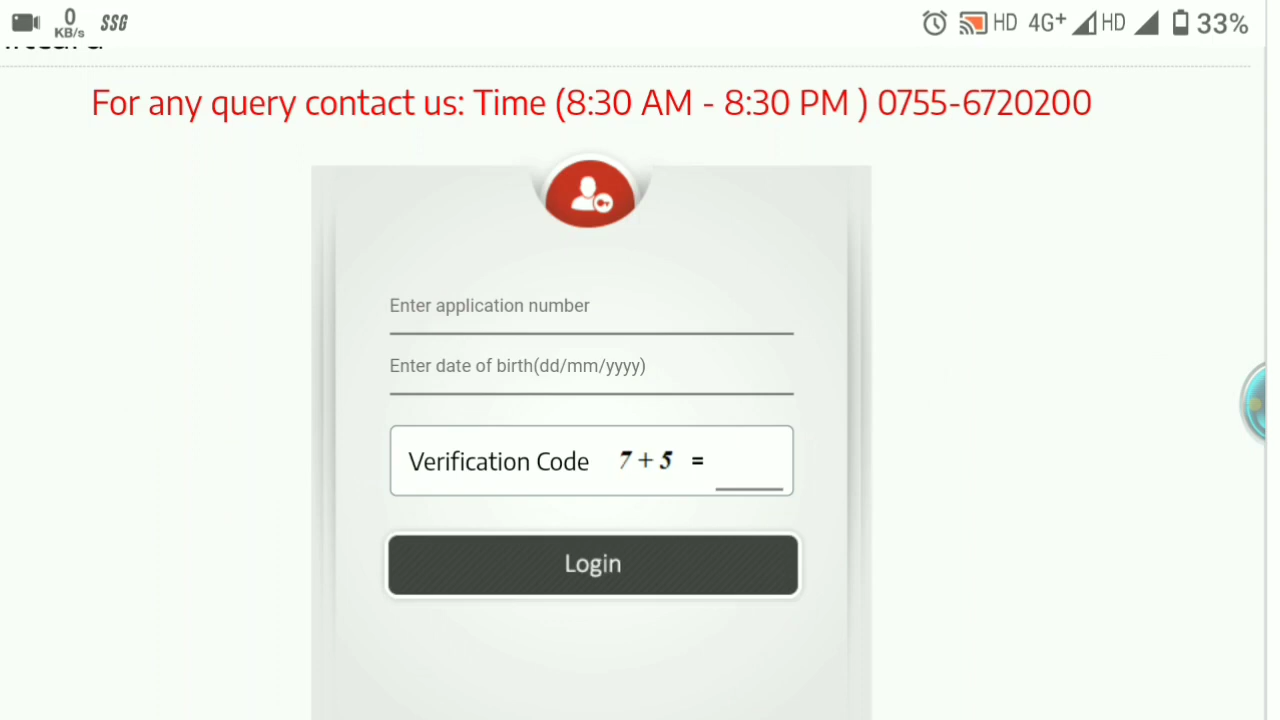 0
KB/s
SSG
HD 4G+ HD 33%
For any query contact us: Time (8:30 AM - 8:30 PM ) 0755-6720200
Enter application number
Enter date of birth(dd/mm/yyyy)
Verification Code 7 + 5 =
Login